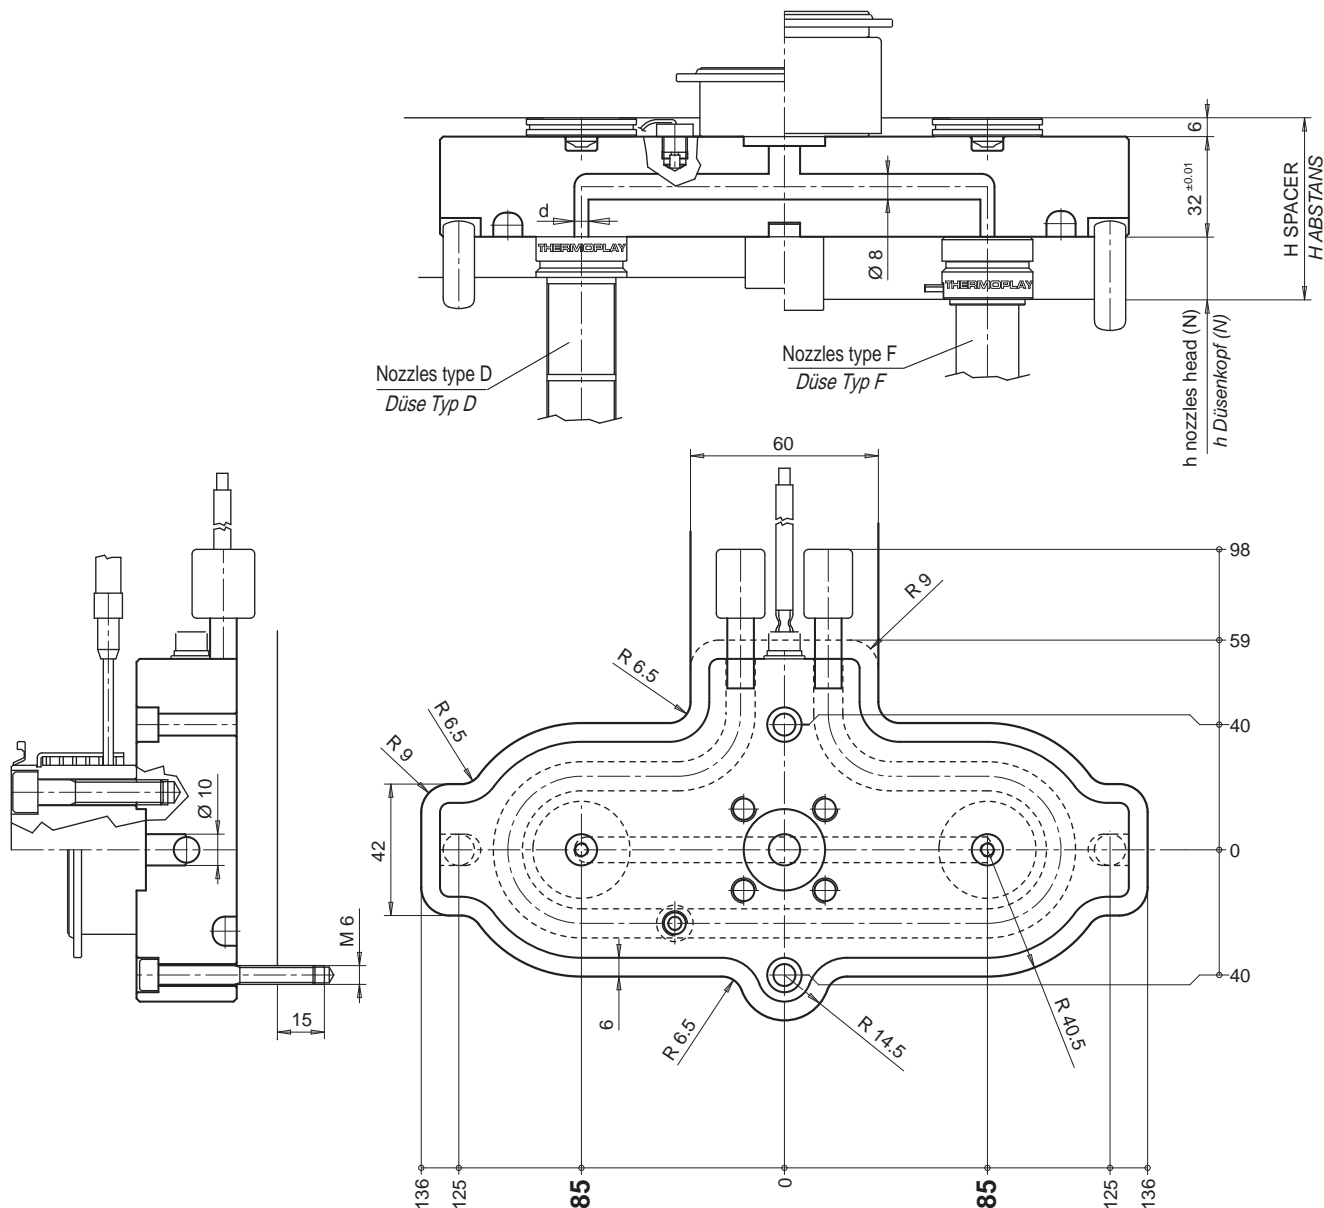 6
32 ±0.01
H SPACER
H ABSTANS
d
THERMOPLAY
Ø 8
THERMOPLAY
Nozzles type D
Düse Typ D
Nozzles type F
Düse Typ F
h nozzles head (N)
h Düsenkopf (N)
60
98
R 9
59
R 6.5
R 6.5
40
R 9
Ø 10
42
0
M 6
40
15
6
R 6.5
R 14.5
R 40.5
136
125
85
0
85
125
136